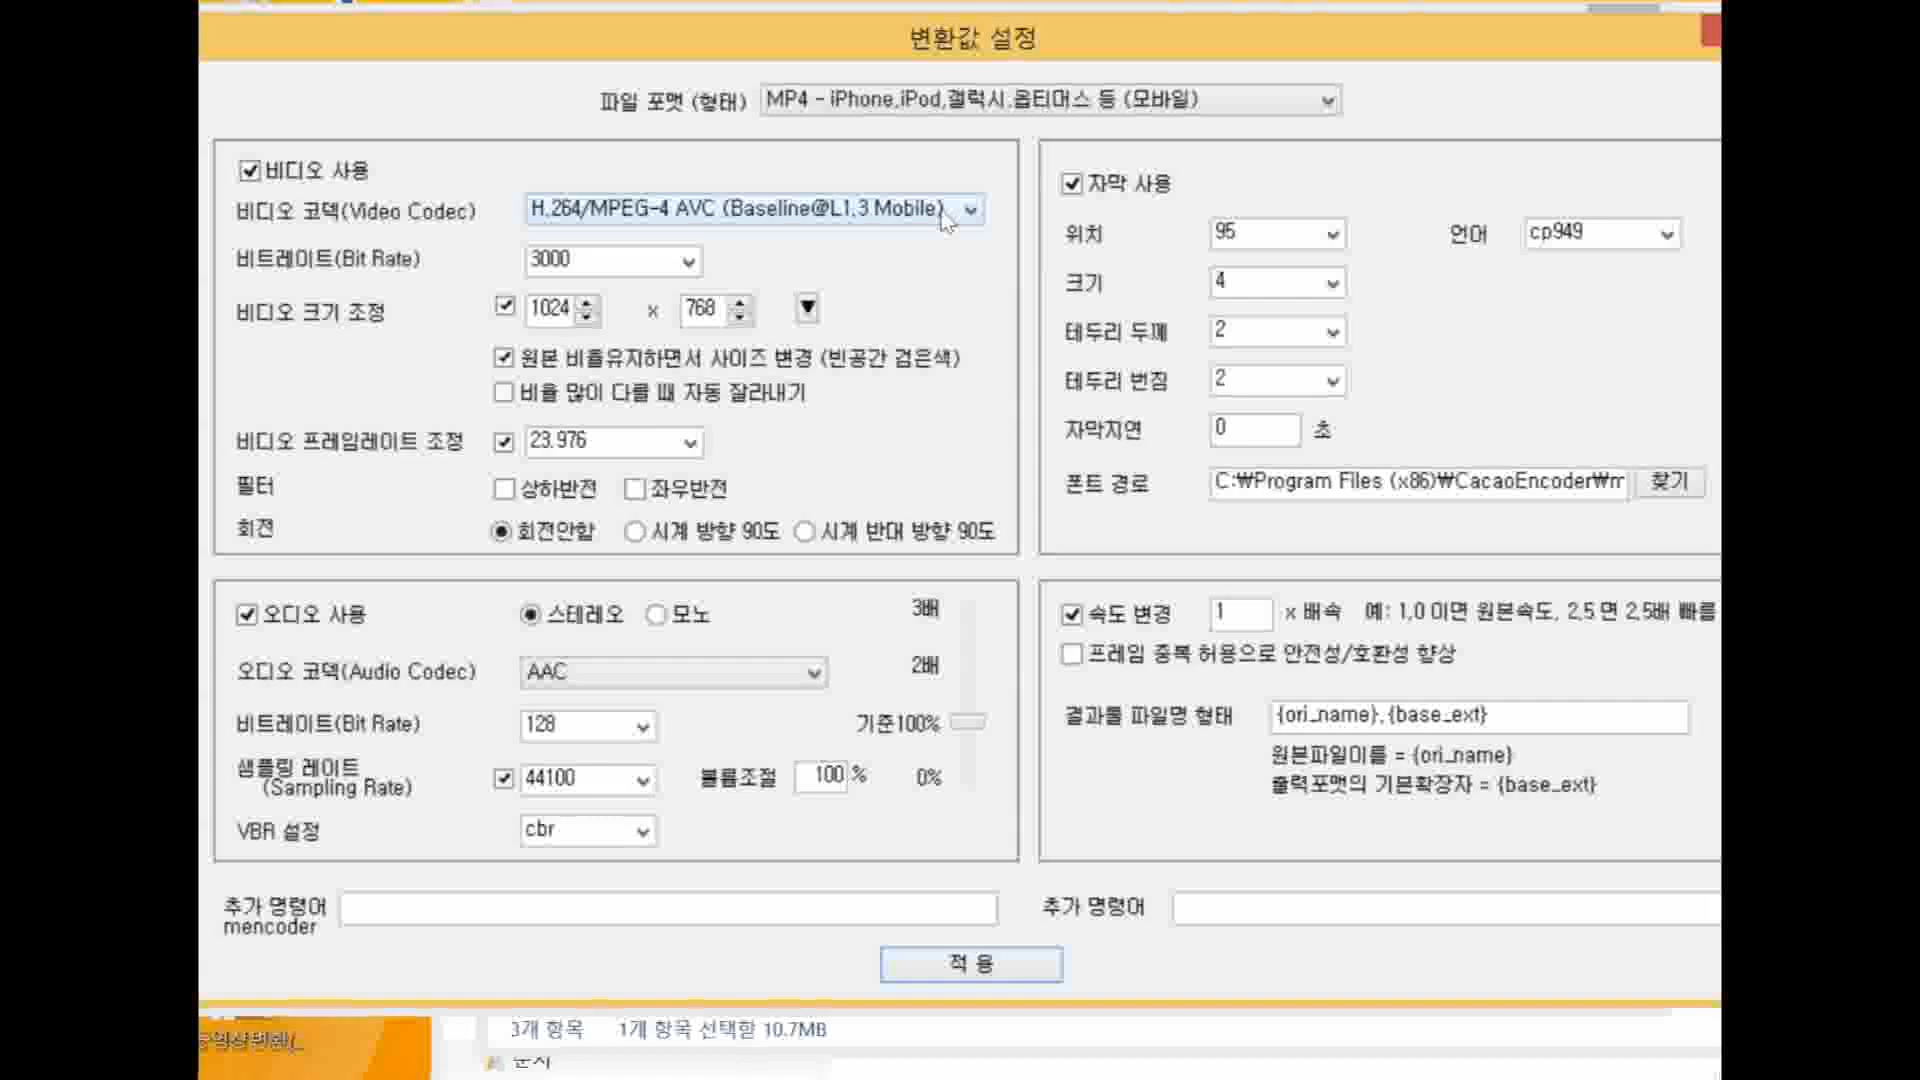 변환값 설정
파일 포맷 (형태) MP4 - iPhone,iPod,갤럭시,옵티머스 등 (모바일)
비디오 사용
비디오 코덱(Video Codec) H.264/MPEG-4 AVC (Baseline@L1.3 Mobile)
비트레이트(Bit Rate) 3000
비디오 크기 조정 1024 x 768
원본 비율유지하면서 사이즈 변경 (빈공간 검은색)
비율 많이 다를 때 자동 잘라내기
비디오 프레임레이트 조정 23.976
필터 상하반전 좌우반전
회전 회전안함 시계 방향 90도 시계 반대 방향 90도
자막 사용
위치 95 언어 cp949
크기 4
테두리 두께 2
테두리 번짐 2
자막지연 0 초
폰트 경로 C:₩Program Files (x86)₩CacaoEncoder₩m 찾기
오디오 사용 스테레오 모노 3배
오디오 코덱(Audio Codec) AAC 2배
비트레이트(Bit Rate) 128 기준100%
샘플링 레이트
(Sampling Rate) 44100 볼륨조절 100 % 0%
VBR 설정 cbr
속도 변경 1 x 배속 예: 1.0 이면 원본속도, 2.5 면 2.5배 빠름
프레임 중복 허용으로 안전성/호환성 향상
결과물 파일명 형태 {ori_name}.{base_ext}
원본파일이름 = {ori_name}
출력포맷의 기본확장자 = {base_ext}
추가 명령어
mencoder
추가 명령어
적 용
3개 항목 1개 항목 선택함 10.7MB